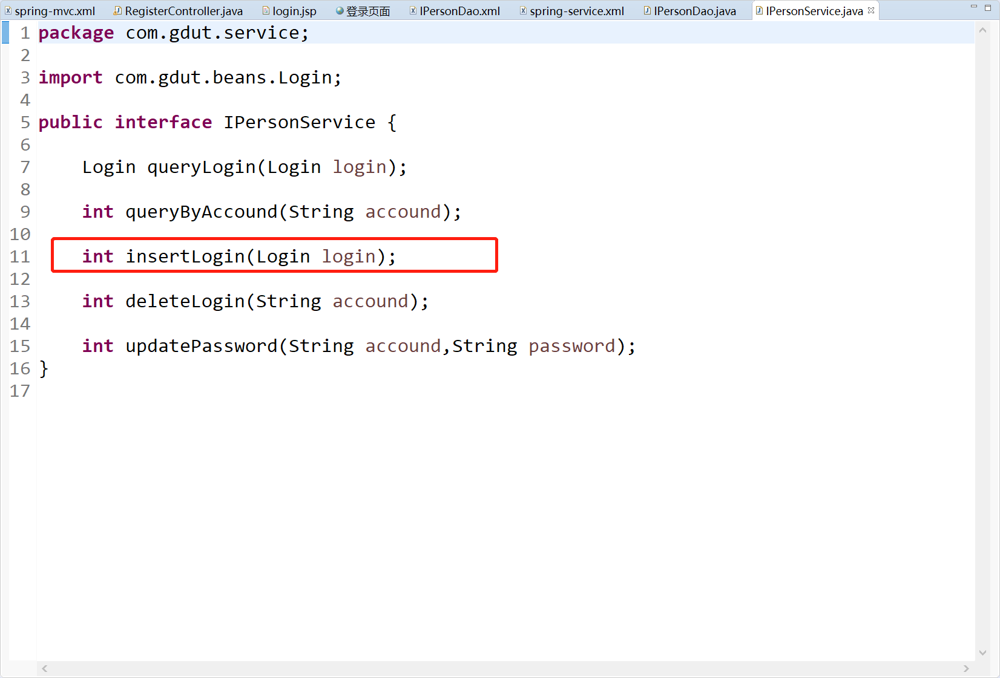 spring-mvc.xml RegisterController.java login.jsp 登录页面 IPersonDao.xml spring-service.xml IPersonDao.java IPersonService.java
1 package com.gdut.service;
2
3 import com.gdut.beans.Login;
4
5 public interface IPersonService {
6
7 Login queryLogin(Login login);
8
9 int queryByAccound(String accound);
10
11 int insertLogin(Login login);
12
13 int deleteLogin(String accound);
14
15 int updatePassword(String accound,String password);
16 }
17